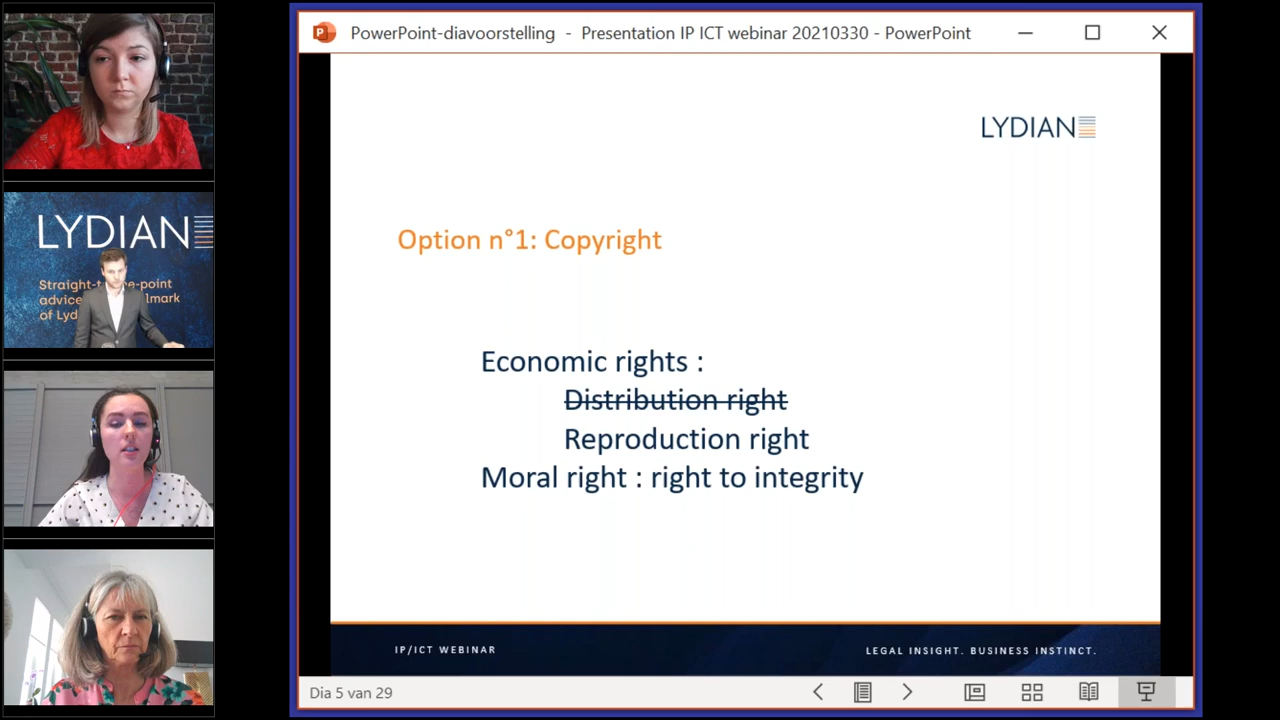 PowerPoint-diavoorstelling - Presentation IP ICT webinar 20210330 - PowerPoint
LYDIAN
Option n°1: Copyright
Economic rights :
Distribution right
Reproduction right
Moral right : right to integrity
IP/ICT WEBINAR
LEGAL INSIGHT. BUSINESS INSTINCT.
Dia 5 van 29
LYDIAN
Straight-t e-point
advice lmark
of Lyd